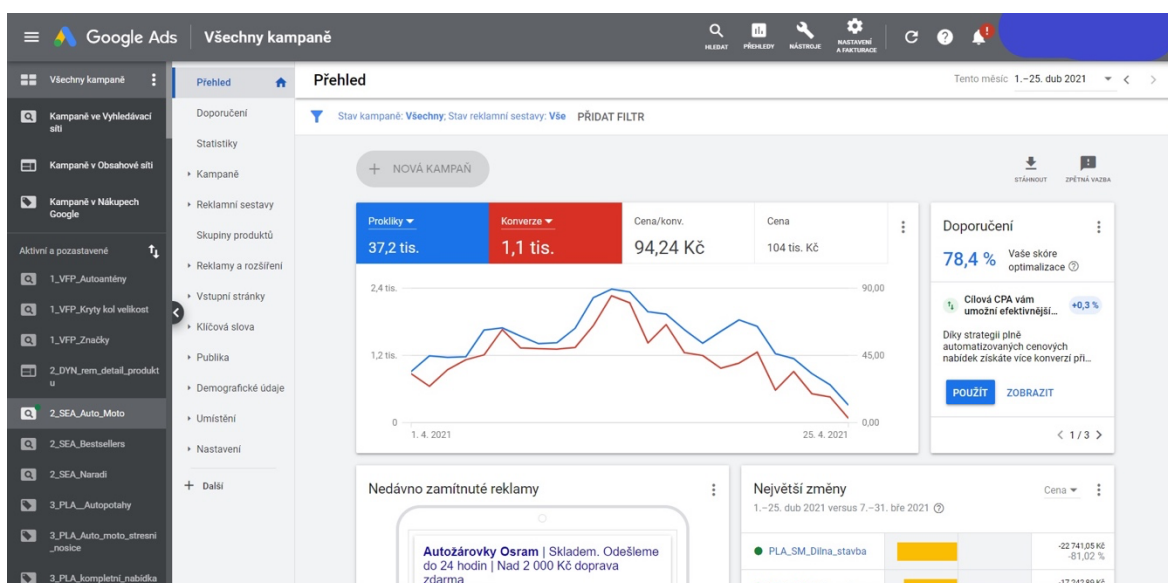 Google Ads
Všechny kampaně
HLEDAT
PŘEHLEDY
NÁSTROJE
NASTAVENÍ
A FAKTURACE
!
Všechny kampaně
Kampaně ve Vyhledávací
síti
Kampaně v Obsahové síti
Kampaně v Nákupech
Google
Aktivní a pozastavené
1_VFP_Autoantény
1_VFP_Kryty kol velikost
1_VFP_Značky
2_DYN_rem_detail_produkt
u
2_SEA_Auto_Moto
2_SEA_Bestsellers
2_SEA_Naradi
3_PLA__Autopotahy
3_PLA_Auto_moto_stresni
_nosice
3_PLA_kompletní_nabídka
Přehled
Doporučení
Statistiky
Kampaně
Reklamní sestavy
Skupiny produktů
Reklamy a rozšíření
Vstupní stránky
Klíčová slova
Publika
Demografické údaje
Umístění
Nastavení
+ Další
Přehled
Tento měsíc 1.–25. dub 2021
Stav kampaně: Všechny; Stav reklamní sestavy: Vše PŘIDAT FILTR
+ NOVÁ KAMPAŇ
STÁHNOUT
ZPĚTNÁ VAZBA
Prokliky
37,2 tis.
Konverze
1,1 tis.
Cena/konv.
94,24 Kč
Cena
104 tis. Kč
2,4 tis.
1,2 tis.
0
90,00
45,00
0,00
1. 4. 2021
25. 4. 2021
Doporučení
78,4 %
Vaše skóre
optimalizace
Cílová CPA vám
umožní efektivnější...
+0,3 %
Díky strategii plně
automatizovaných cenových
nabídek získáte více konverzí při...
POUŽÍT
ZOBRAZIT
1 / 3
Nedávno zamítnuté reklamy
Autožárovky Osram | Skladem. Odešleme
do 24 hodin | Nad 2 000 Kč doprava
zdarma
Největší změny
Cena
1.–25. dub 2021 versus 7.–31. bře 2021
PLA_SM_Dilna_stavba
-22 741,05 Kč
-81,02 %